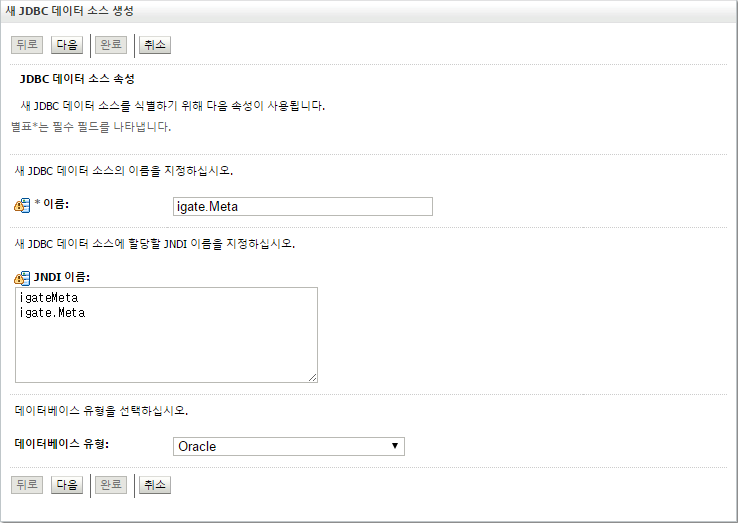 새 JDBC 데이터 소스 생성
뒤로 다음 완료 취소
JDBC 데이터 소스 속성
새 JDBC 데이터 소스를 식별하기 위해 다음 속성이 사용됩니다.
별표*는 필수 필드를 나타냅니다.
새 JDBC 데이터 소스의 이름을 지정하십시오.
* 이름: igate.Meta
새 JDBC 데이터 소스에 할당할 JNDI 이름을 지정하십시오.
JNDI 이름:
igateMeta
igate.Meta
데이터베이스 유형을 선택하십시오.
데이터베이스 유형: Oracle
뒤로 다음 완료 취소